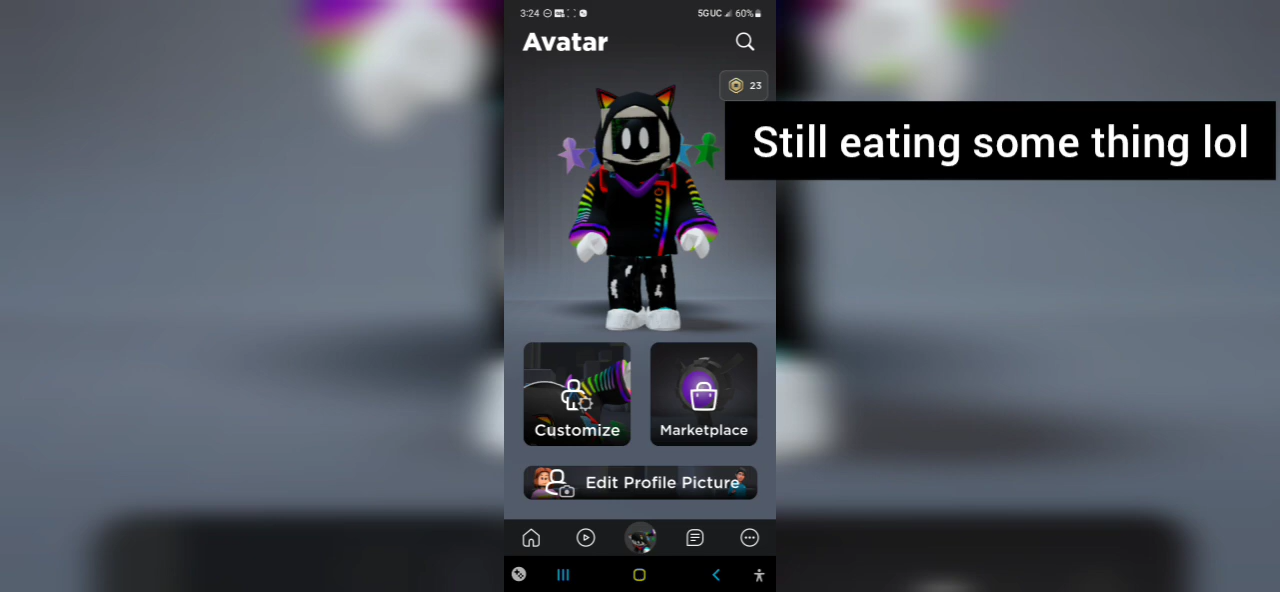 3:24
5GUC 60%
Avatar
23
Still eating some thing lol
Customize
Marketplace
Edit Profile Picture